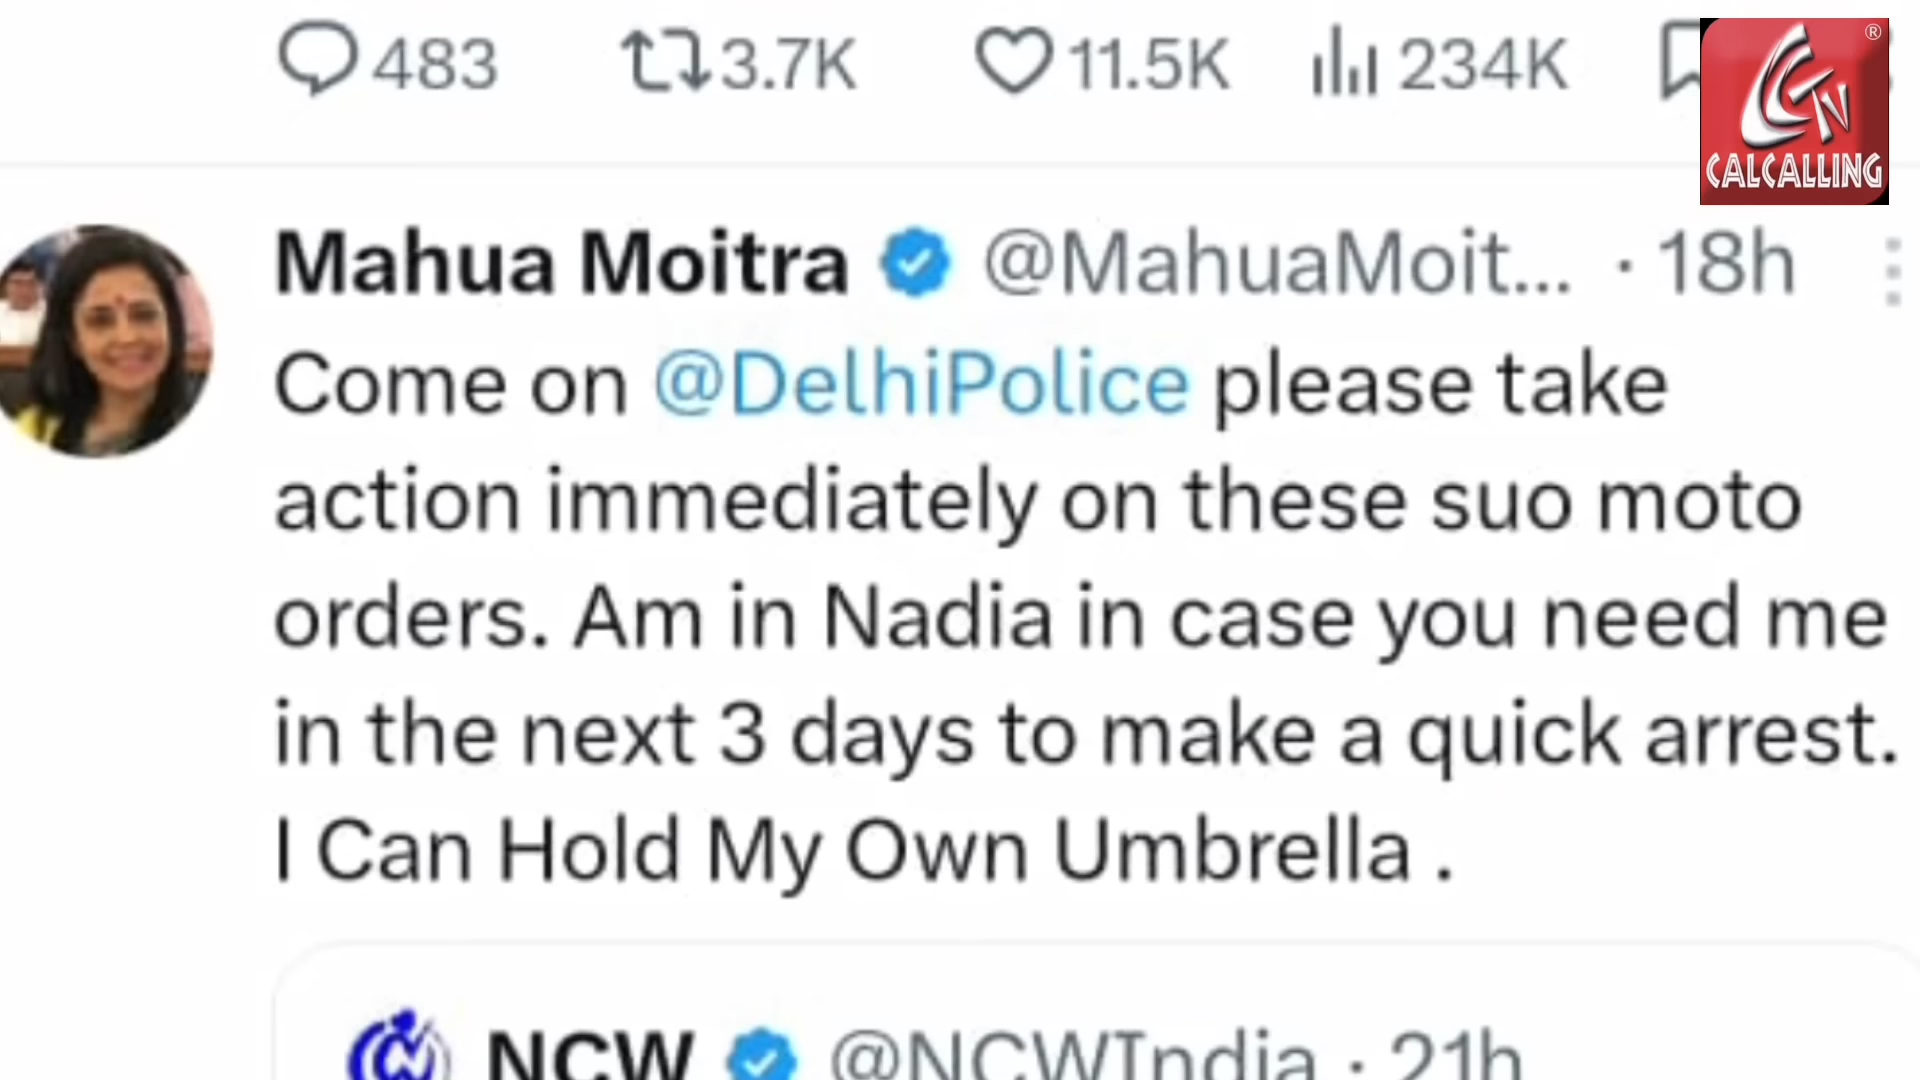 483 3.7K 11.5K 234K
®
CALCALLING
Mahua Moitra @MahuaMoit... · 18h
Come on @DelhiPolice please take
action immediately on these suo moto
orders. Am in Nadia in case you need me
in the next 3 days to make a quick arrest.
I Can Hold My Own Umbrella .
NCW @NCWIndia · 21h